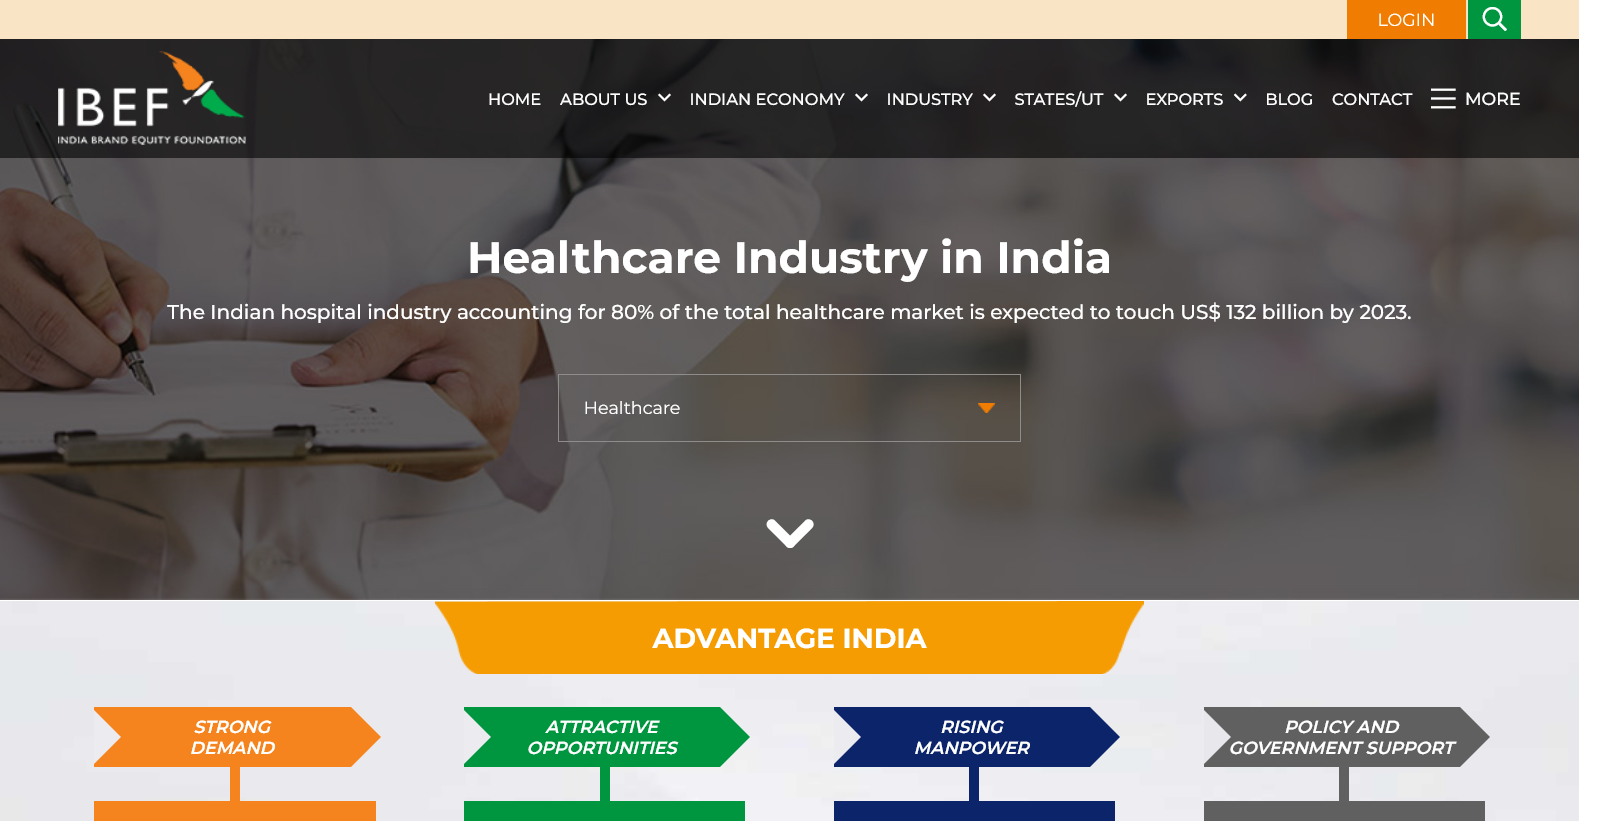 LOGIN
IBEF
INDIA BRAND EQUITY FOUNDATION
HOME ABOUT US INDIAN ECONOMY INDUSTRY STATES/UT EXPORTS BLOG CONTACT MORE
Healthcare Industry in India
The Indian hospital industry accounting for 80% of the total healthcare market is expected to touch US$ 132 billion by 2023.
Healthcare
ADVANTAGE INDIA
STRONG
DEMAND
ATTRACTIVE
OPPORTUNITIES
RISING
MANPOWER
POLICY AND
GOVERNMENT SUPPORT